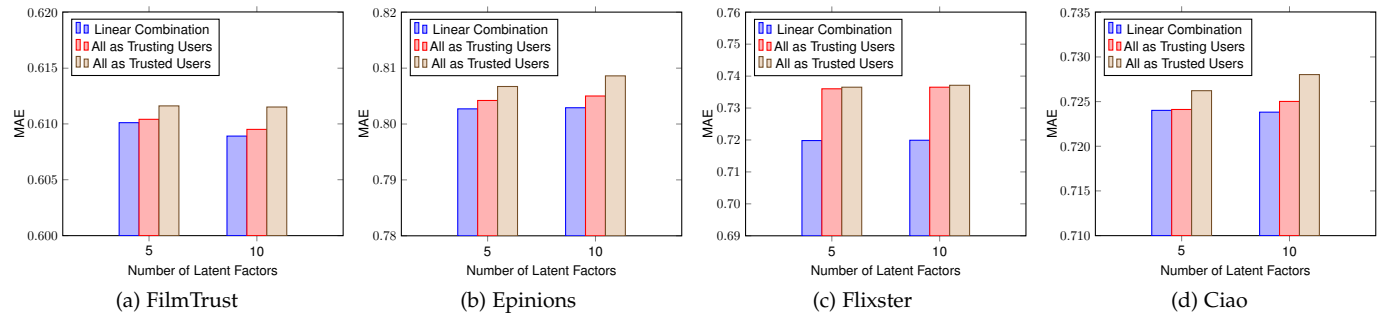 0.620
0.615
0.610
0.605
0.600
MAE
Linear Combination
All as Trusting Users
All as Trusted Users
5
10
Number of Latent Factors
(a) FilmTrust
0.82
0.81
0.80
0.79
0.78
MAE
Linear Combination
All as Trusting Users
All as Trusted Users
5
10
Number of Latent Factors
(b) Epinions
0.76
0.75
0.74
0.73
0.72
0.71
0.70
0.69
MAE
Linear Combination
All as Trusting Users
All as Trusted Users
5
10
Number of Latent Factors
(c) Flixster
0.735
0.730
0.725
0.720
0.715
0.710
MAE
Linear Combination
All as Trusting Users
All as Trusted Users
5
10
Number of Latent Factors
(d) Ciao